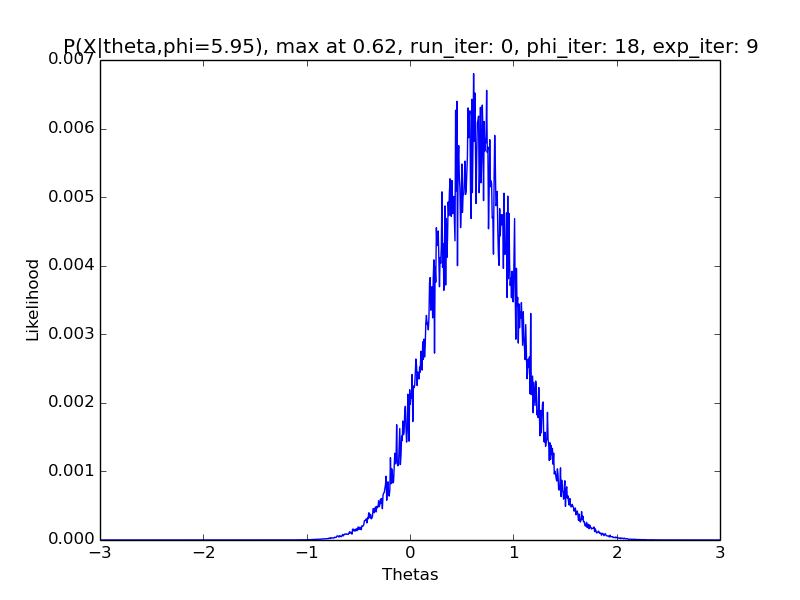 P(X|theta,phi=5.95), max at 0.62, run_iter: 0, phi_iter: 18, exp_iter: 9
0.007
0.006
0.005
0.004
0.003
0.002
0.001
0.000
Likelihood
−3 −2 −1 0 1 2 3
Thetas